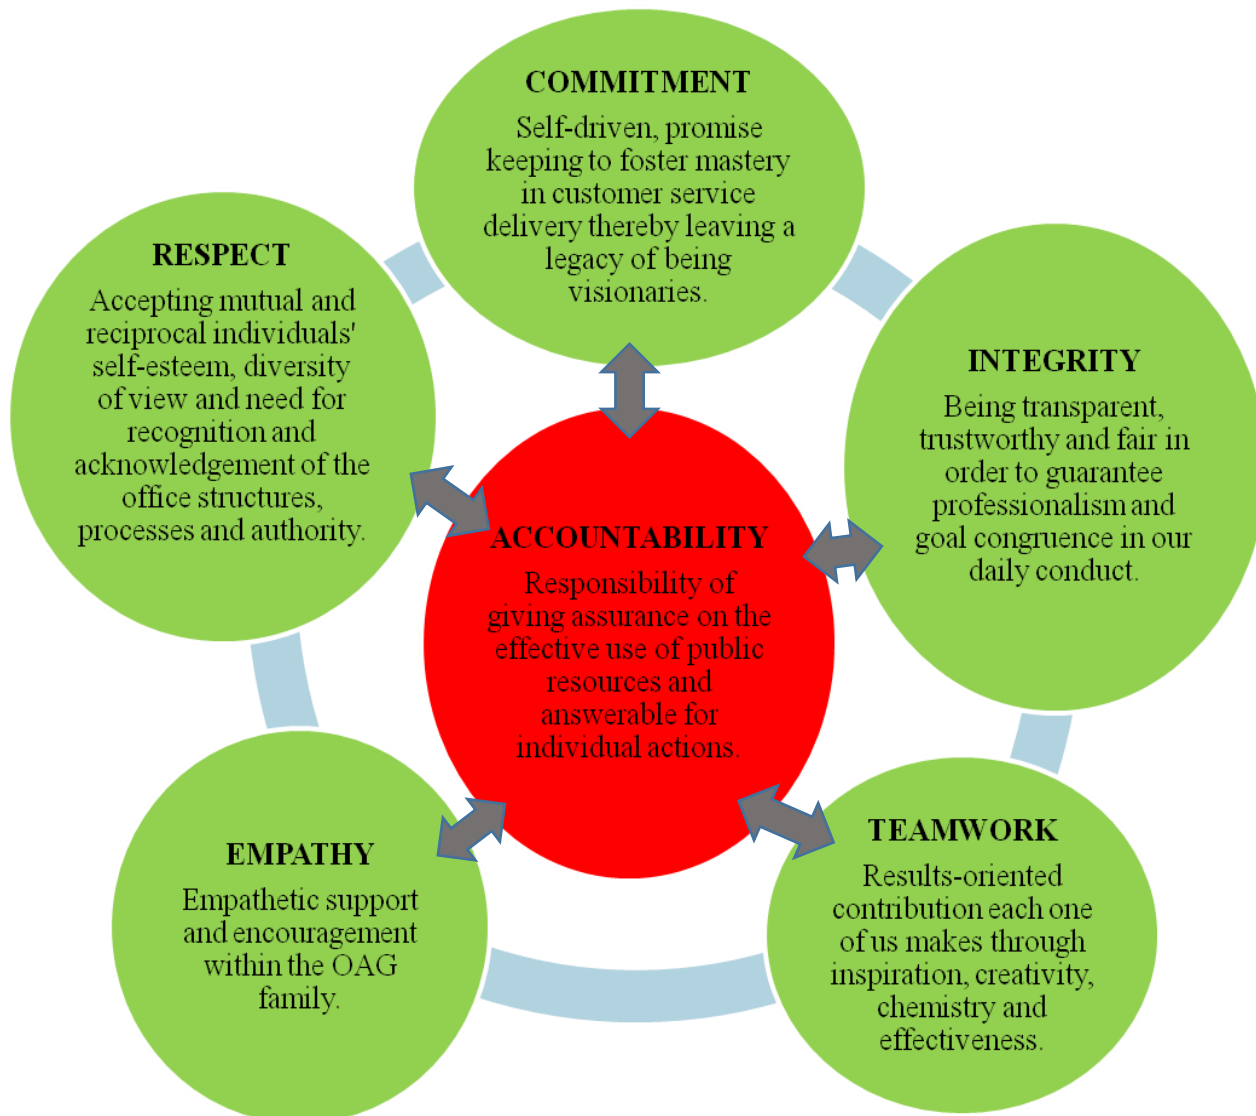 COMMITMENT
Self-driven, promise
keeping to foster mastery
in customer service
delivery thereby leaving a
legacy of being
visionaries.
RESPECT
Accepting mutual and
reciprocal individuals'
self-esteem, diversity
of view and need for
recognition and
acknowledgement of the
office structures,
processes and authority.
INTEGRITY
Being transparent,
trustworthy and fair in
order to guarantee
professionalism and
goal congruence in our
daily conduct.
ACCOUNTABILITY
Responsibility of
giving assurance on the
effective use of public
resources and
answerable for
individual actions.
EMPATHY
Empathetic support
and encouragement
within the OAG
family.
TEAMWORK
Results-oriented
contribution each one
of us makes through
inspiration, creativity,
chemistry and
effectiveness.